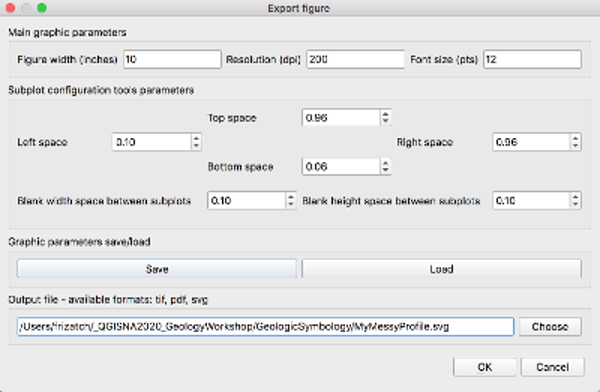 Export figure
Main graphic parameters
Figure width (inches) 10 Resolution (dpi) 200 Font size (pts) 12
Subplot configuration tools parameters
Top space 0.96
Left space 0.10 Right space 0.96
Bottom space 0.06
Blank width space between subplots 0.10 Blank height space between subplots 0.10
Graphic parameters save/load
Save Load
Output file - available formats: tif, pdf, svg
/Users/frizatch/_QGISNA2020_GeologyWorkshop/GeologicSymbology/MyMessyProfile.svg Choose
OK Cancel